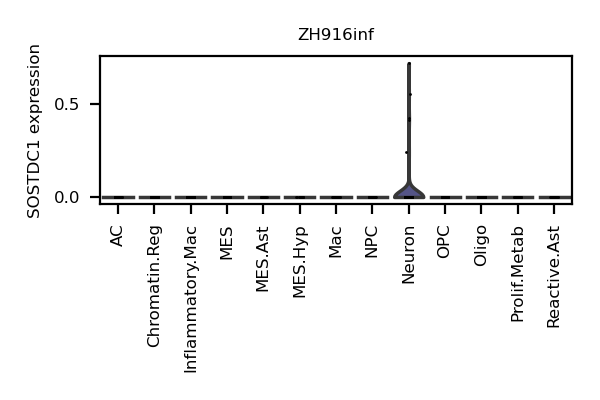 ZH916inf
SOSTDC1 expression
0.5
0.0
AC
Chromatin.Reg
Inflammatory.Mac
MES
MES.Ast
MES.Hyp
Mac
NPC
Neuron
OPC
Oligo
Prolif.Metab
Reactive.Ast